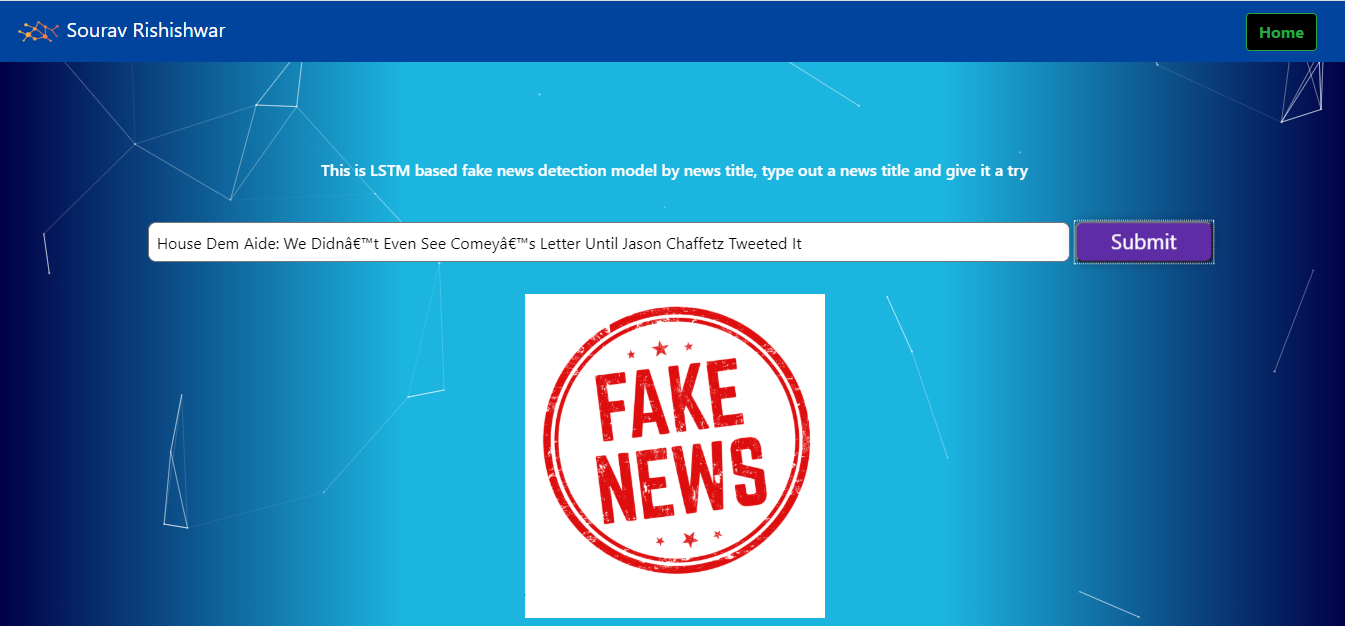 Sourav Rishishwar
Home
This is LSTM based fake news detection model by news title, type out a news title and give it a try
House Dem Aide: We Didnâ€™t Even See Comeyâ€™s Letter Until Jason Chaffetz Tweeted It
Submit
FAKE
NEWS